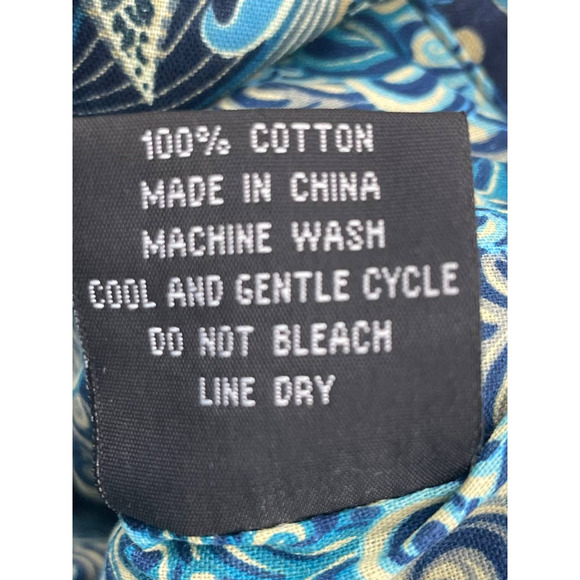 100% COTTON
MADE IN CHINA
MACHINE WASH
COOL AND GENTLE CYCLE
DO NOT BLEACH
LINE DRY